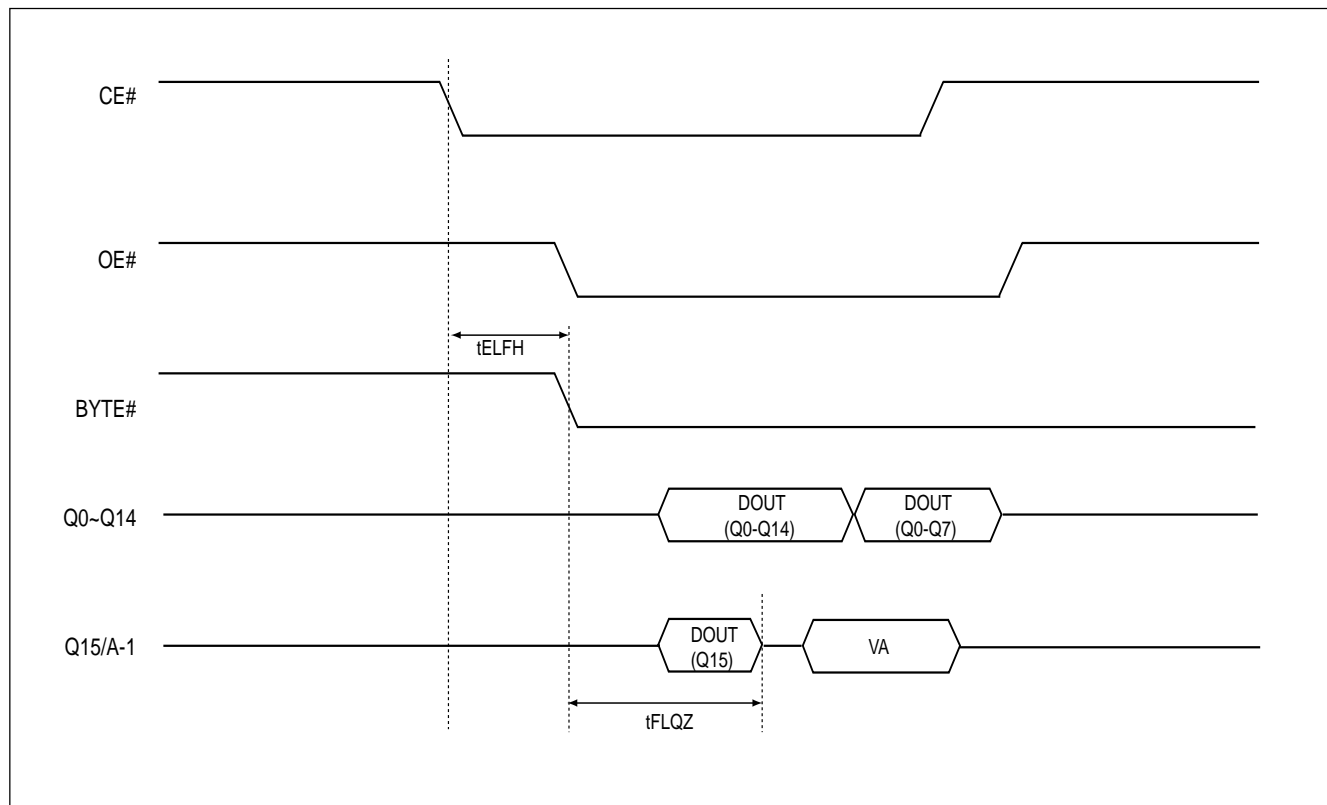 CE#
OE#
tELFH
BYTE#
Q0~Q14
DOUT
(Q0-Q14)
DOUT
(Q0-Q7)
Q15/A-1
DOUT
(Q15)
VA
tFLQZ